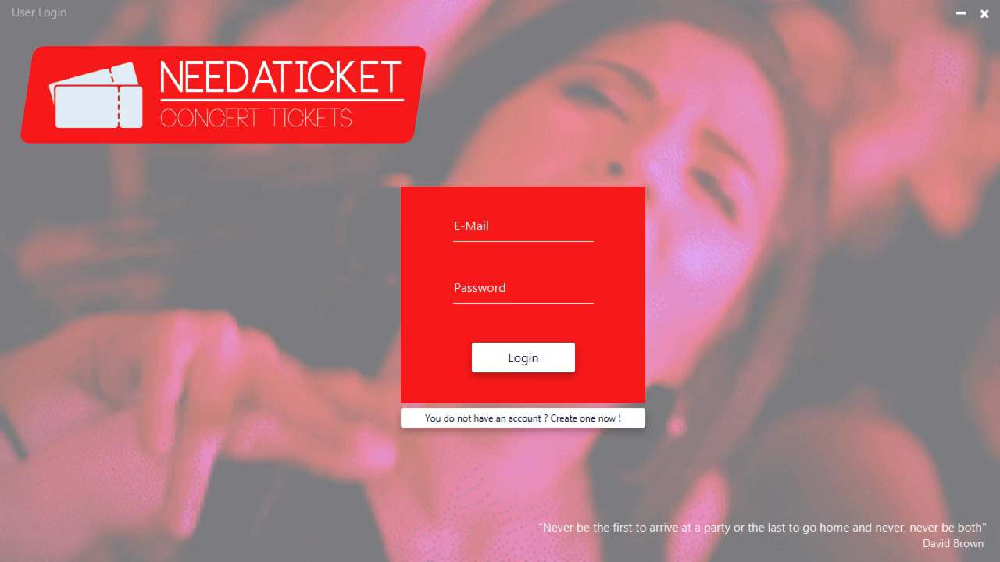 User Login
NEEDATICKET
CONCERT TICKETS
E-Mail
Password
Login
You do not have an account ? Create one now !
"Never be the first to arrive at a party or the last to go home and never, never be both"
David Brown